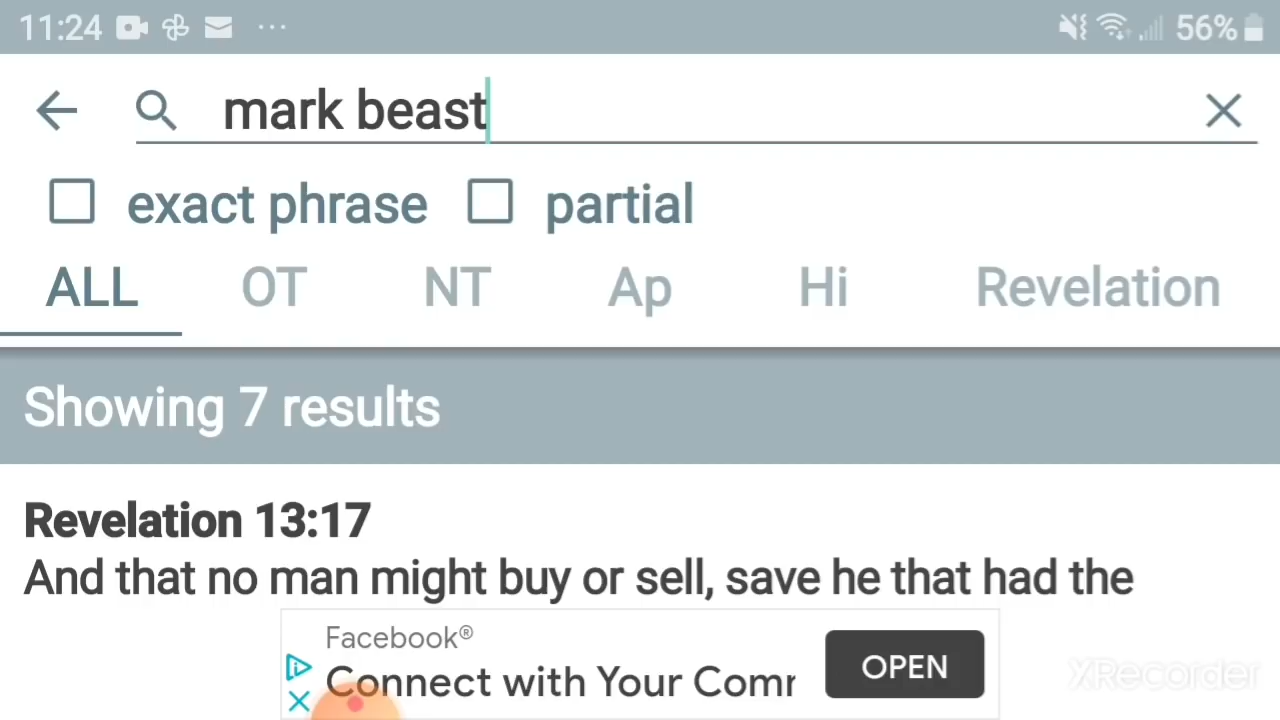 11:24 ... 56%
mark beast
exact phrase partial
ALL OT NT Ap Hi Revelation
Showing 7 results
Revelation 13:17
And that no man might buy or sell, save he that had the
Facebook®
Connect with Your Comr
OPEN
XRecorder